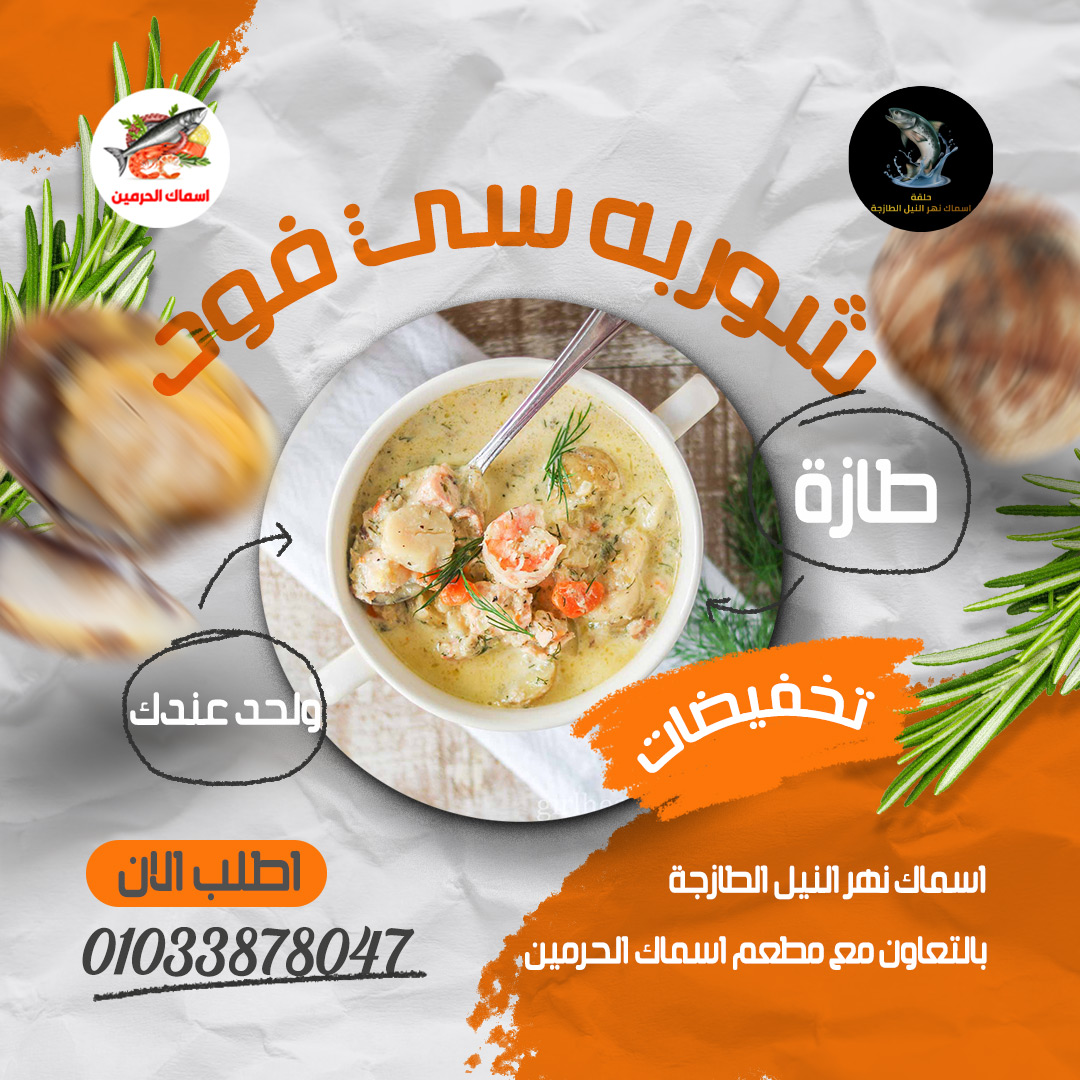 اسماك الحرمين
حلقة
اسماك نهر النيل الطازجة
شوربه سي فود
طازة
ولحد عندك
تخفيضات
اطلب الان
01033878047
اسماك نهر النيل الطازجة
بالتعاون مع مطعم اسماك الحرمين